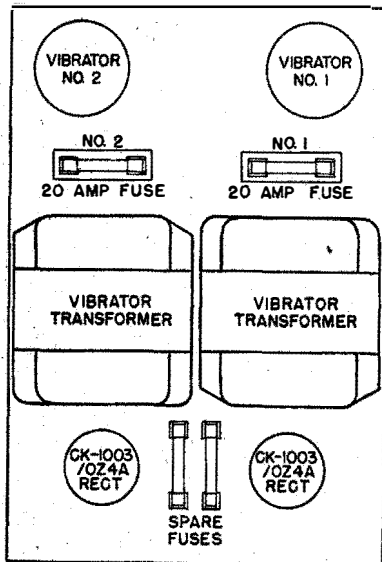 VIBRATOR
NO. 2
VIBRATOR
NO. 1
NO. 2
20 AMP FUSE
NO. 1
20 AMP FUSE
VIBRATOR
TRANSFORMER
VIBRATOR
TRANSFORMER
CK-1003
/OZ4A
RECT
SPARE
FUSES
CK-1003
/OZ4A
RECT